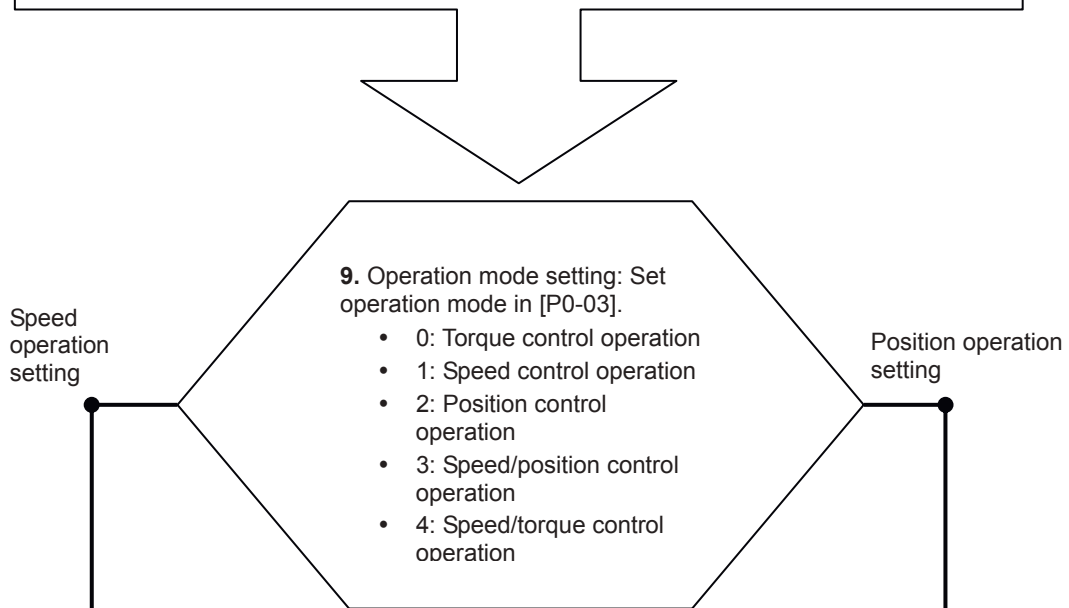 9. Operation mode setting: Set
operation mode in [P0-03].
• 0: Torque control operation
• 1: Speed control operation
• 2: Position control
operation
• 3: Speed/position control
operation
• 4: Speed/torque control
operation
Speed
operation
setting
Position operation
setting